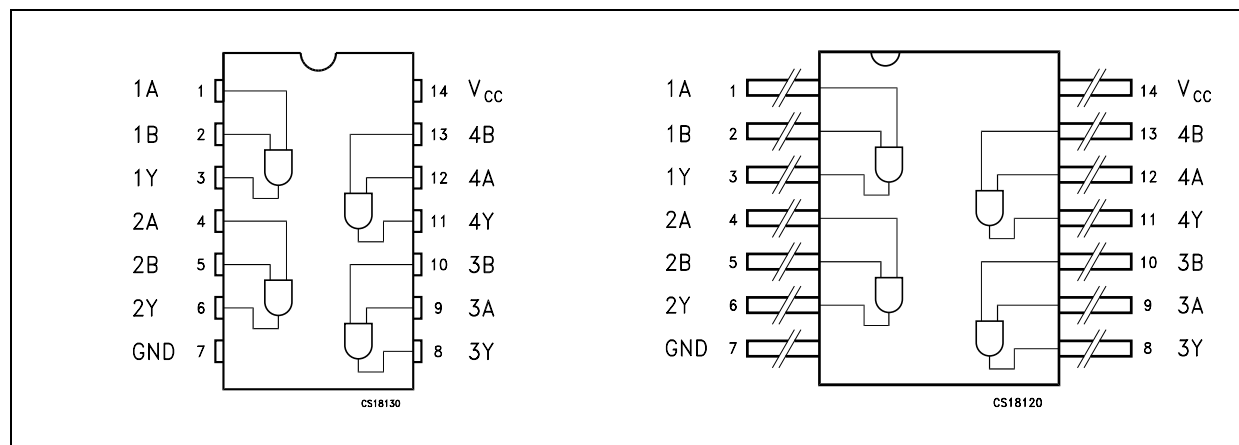 1A 1 14 VCC
1B 2 13 4B
1Y 3 12 4A
2A 4 11 4Y
2B 5 10 3B
2Y 6 9 3A
GND 7 8 3Y
CS18130
1A 1 14 VCC
1B 2 13 4B
1Y 3 12 4A
2A 4 11 4Y
2B 5 10 3B
2Y 6 9 3A
GND 7 8 3Y
CS18120